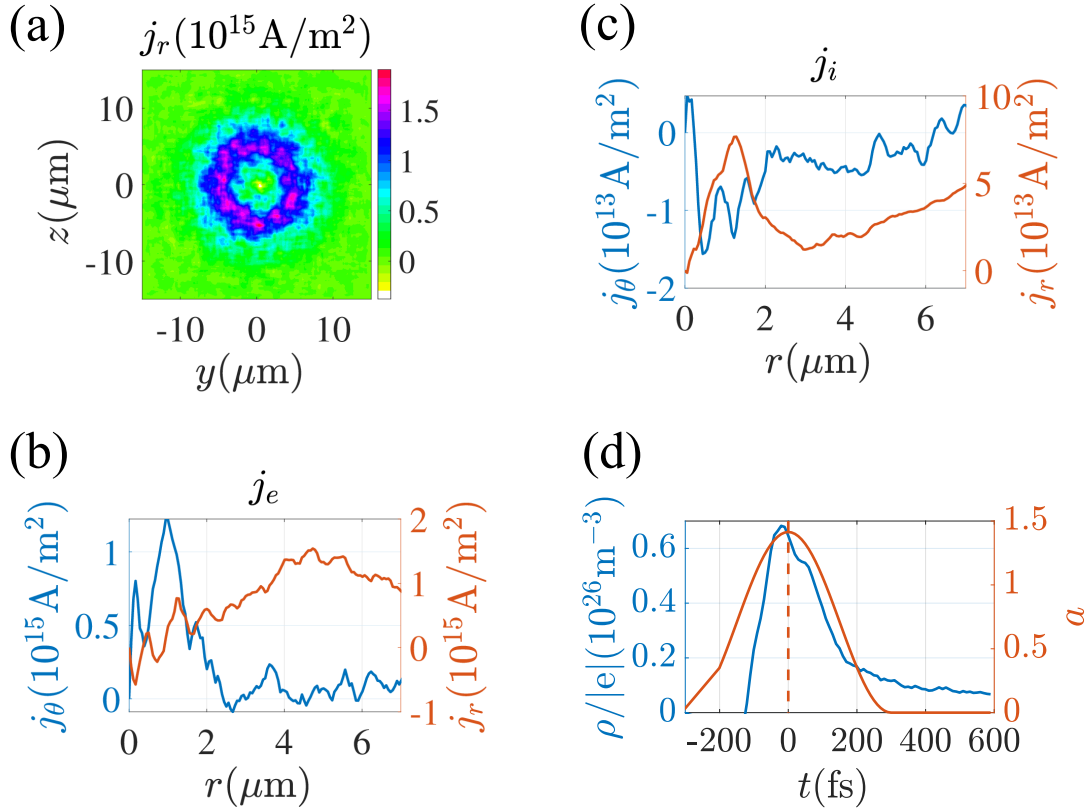 (a)
j_r(10^15 A/m^2)
10
0
-10
z(μm)
-10 0 10
y(μm)
1.5
1
0.5
0
(c)
j_i
0
-1
-2
j_θ(10^13 A/m^2)
10
5
0
j_r(10^13 A/m^2)
0 2 4 6
r(μm)
(b)
j_e
1
0.5
0
j_θ(10^15 A/m^2)
2
1
0
-1
j_r(10^15 A/m^2)
0 2 4 6
r(μm)
(d)
0.6
0.4
0.2
0
ρ/|e|(10^26 m^-3)
1.5
1
0.5
0
a
-200 0 200 400 600
t(fs)